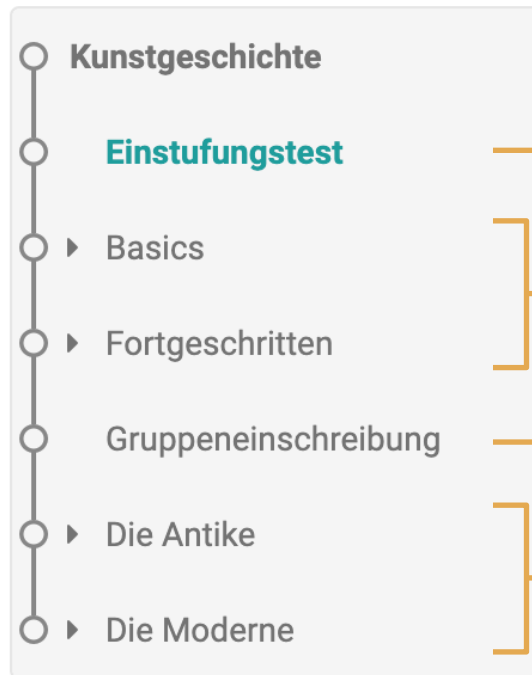 Kunstgeschichte
Einstufungstest
Basics
Fortgeschritten
Gruppeneinschreibung
Die Antike
Die Moderne